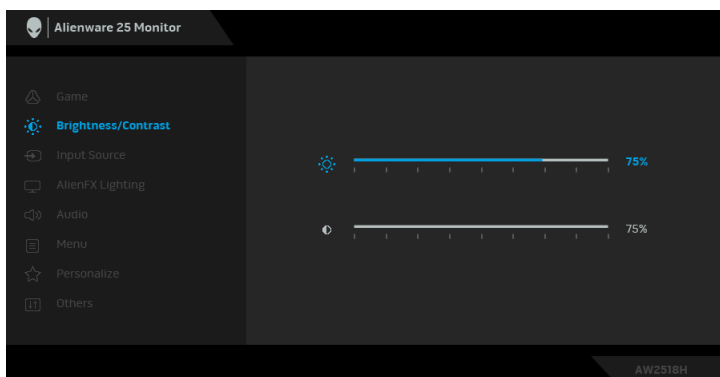 Alienware 25 Monitor
Game
Brightness/Contrast
Input Source
AlienFX Lighting
Audio
Menu
Personalize
Others
75%
75%
AW2518H